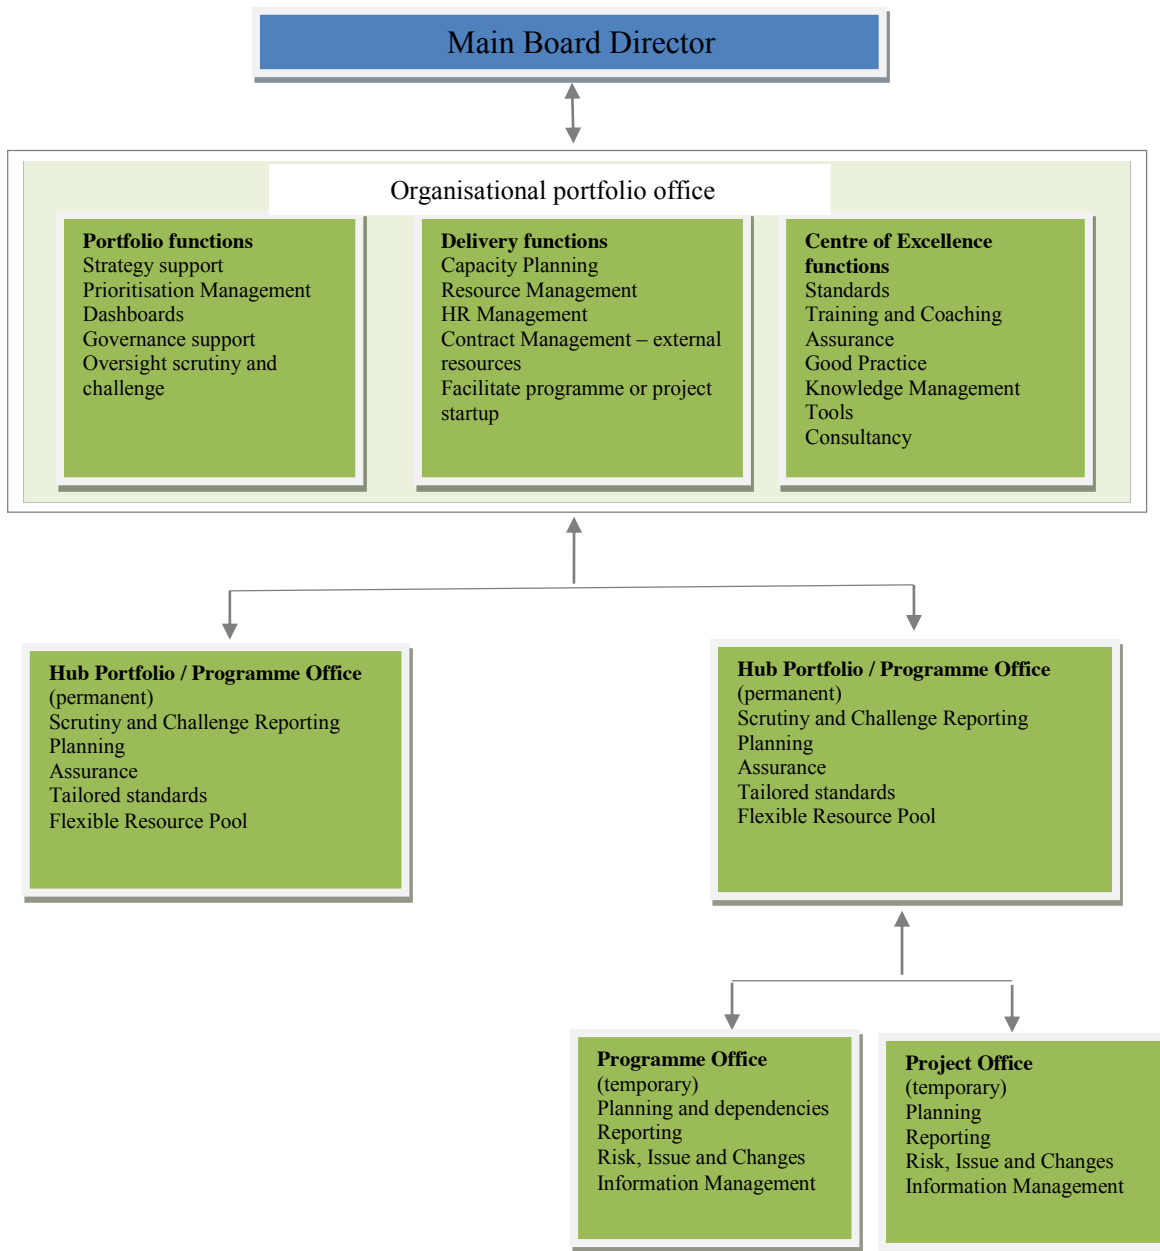 Main Board Director
Organisational portfolio office
Portfolio functions
Strategy support
Prioritisation Management
Dashboards
Governance support
Oversight scrutiny and
challenge
Delivery functions
Capacity Planning
Resource Management
HR Management
Contract Management – external
resources
Facilitate programme or project
startup
Centre of Excellence
functions
Standards
Training and Coaching
Assurance
Good Practice
Knowledge Management
Tools
Consultancy
Hub Portfolio / Programme Office
(permanent)
Scrutiny and Challenge Reporting
Planning
Assurance
Tailored standards
Flexible Resource Pool
Hub Portfolio / Programme Office
(permanent)
Scrutiny and Challenge Reporting
Planning
Assurance
Tailored standards
Flexible Resource Pool
Programme Office
(temporary)
Planning and dependencies
Reporting
Risk, Issue and Changes
Information Management
Project Office
(temporary)
Planning
Reporting
Risk, Issue and Changes
Information Management